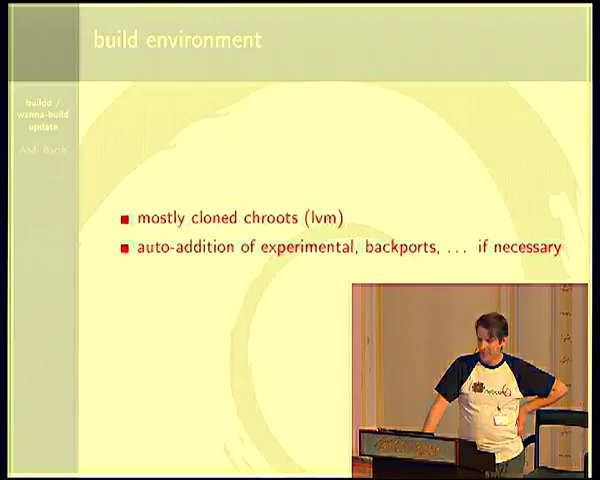 build environment
buildd /
wanna-build
update
Andi Barth
mostly cloned chroots (lvm)
auto-addition of experimental, backports, ... if necessary